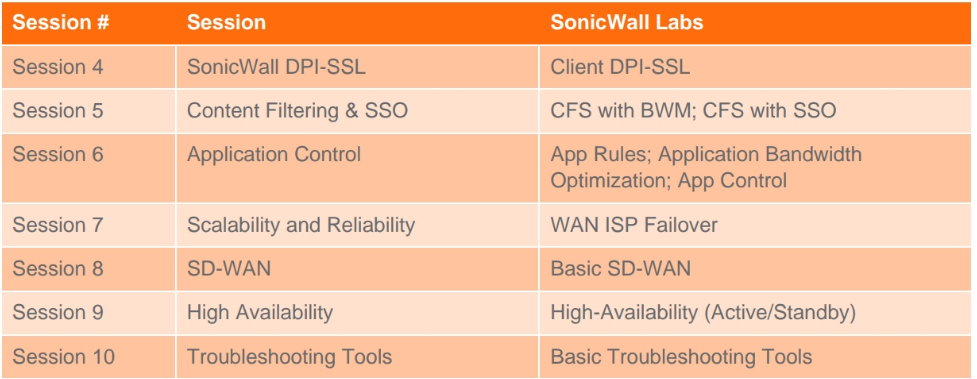 Session # Session SonicWall Labs
Session 4 SonicWall DPI-SSL Client DPI-SSL
Session 5 Content Filtering & SSO CFS with BWM; CFS with SSO
Session 6 Application Control App Rules; Application Bandwidth
Optimization; App Control
Session 7 Scalability and Reliability WAN ISP Failover
Session 8 SD-WAN Basic SD-WAN
Session 9 High Availability High-Availability (Active/Standby)
Session 10 Troubleshooting Tools Basic Troubleshooting Tools